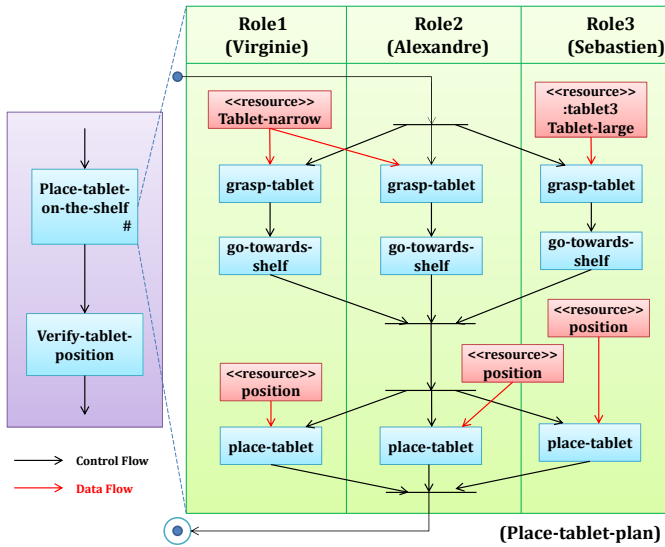 Role1
(Virginie)
Role2
(Alexandre)
Role3
(Sebastien)
<<resource>>
Tablet-narrow
<<resource>>
:tablet3
Tablet-large
Place-tablet-
on-the-shelf
#
grasp-tablet
grasp-tablet
grasp-tablet
go-towards-
shelf
go-towards-
shelf
go-towards-
shelf
Verify-tablet-
position
<<resource>>
position
<<resource>>
position
<<resource>>
position
place-tablet
place-tablet
place-tablet
Control Flow
Data Flow
(Place-tablet-plan)